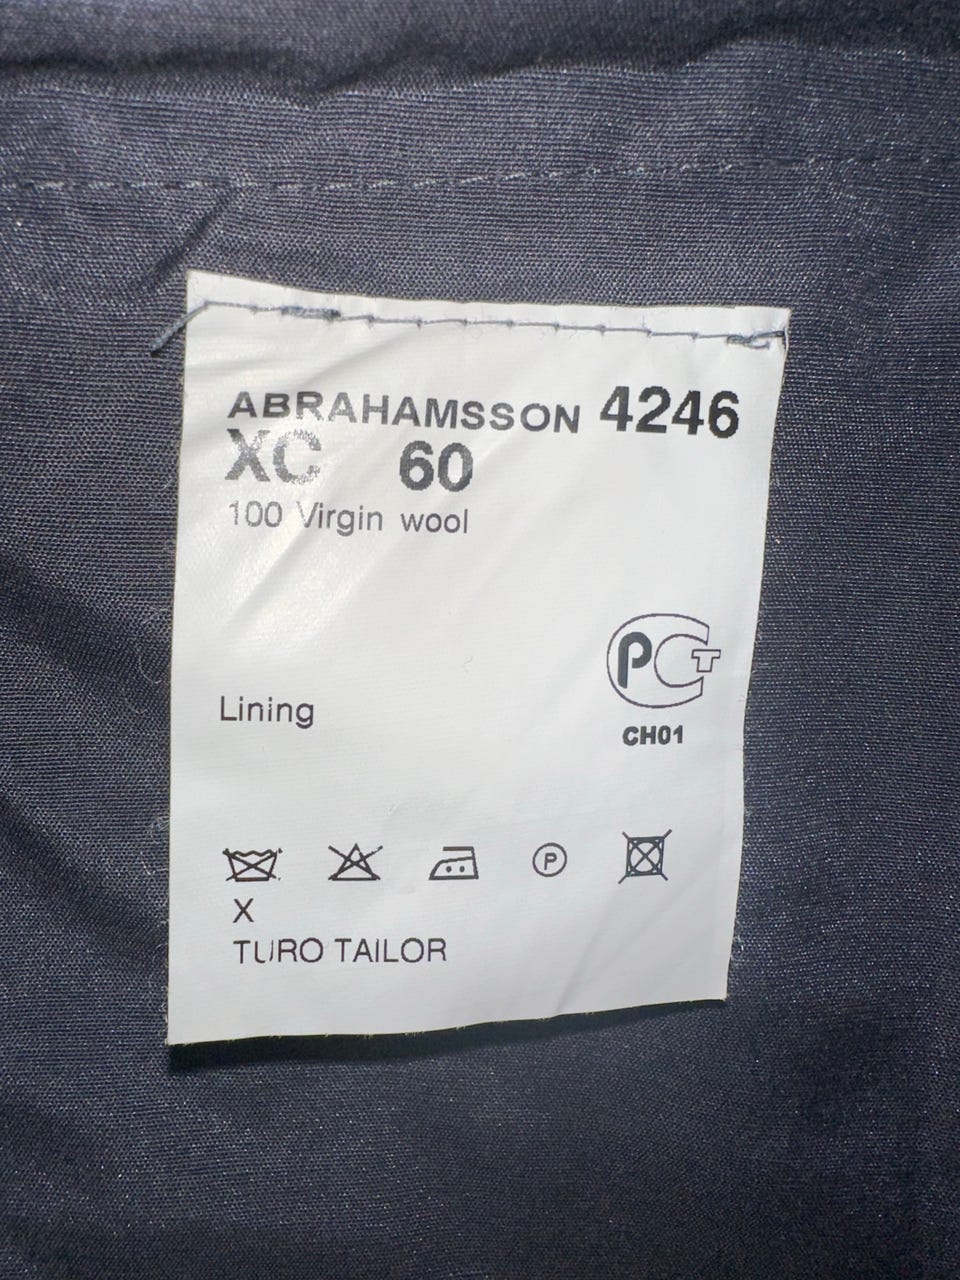 ABRAHAMSSON 4246
XC 60
100 Virgin wool
PCT
CH01
Lining
P
X
TURO TAILOR